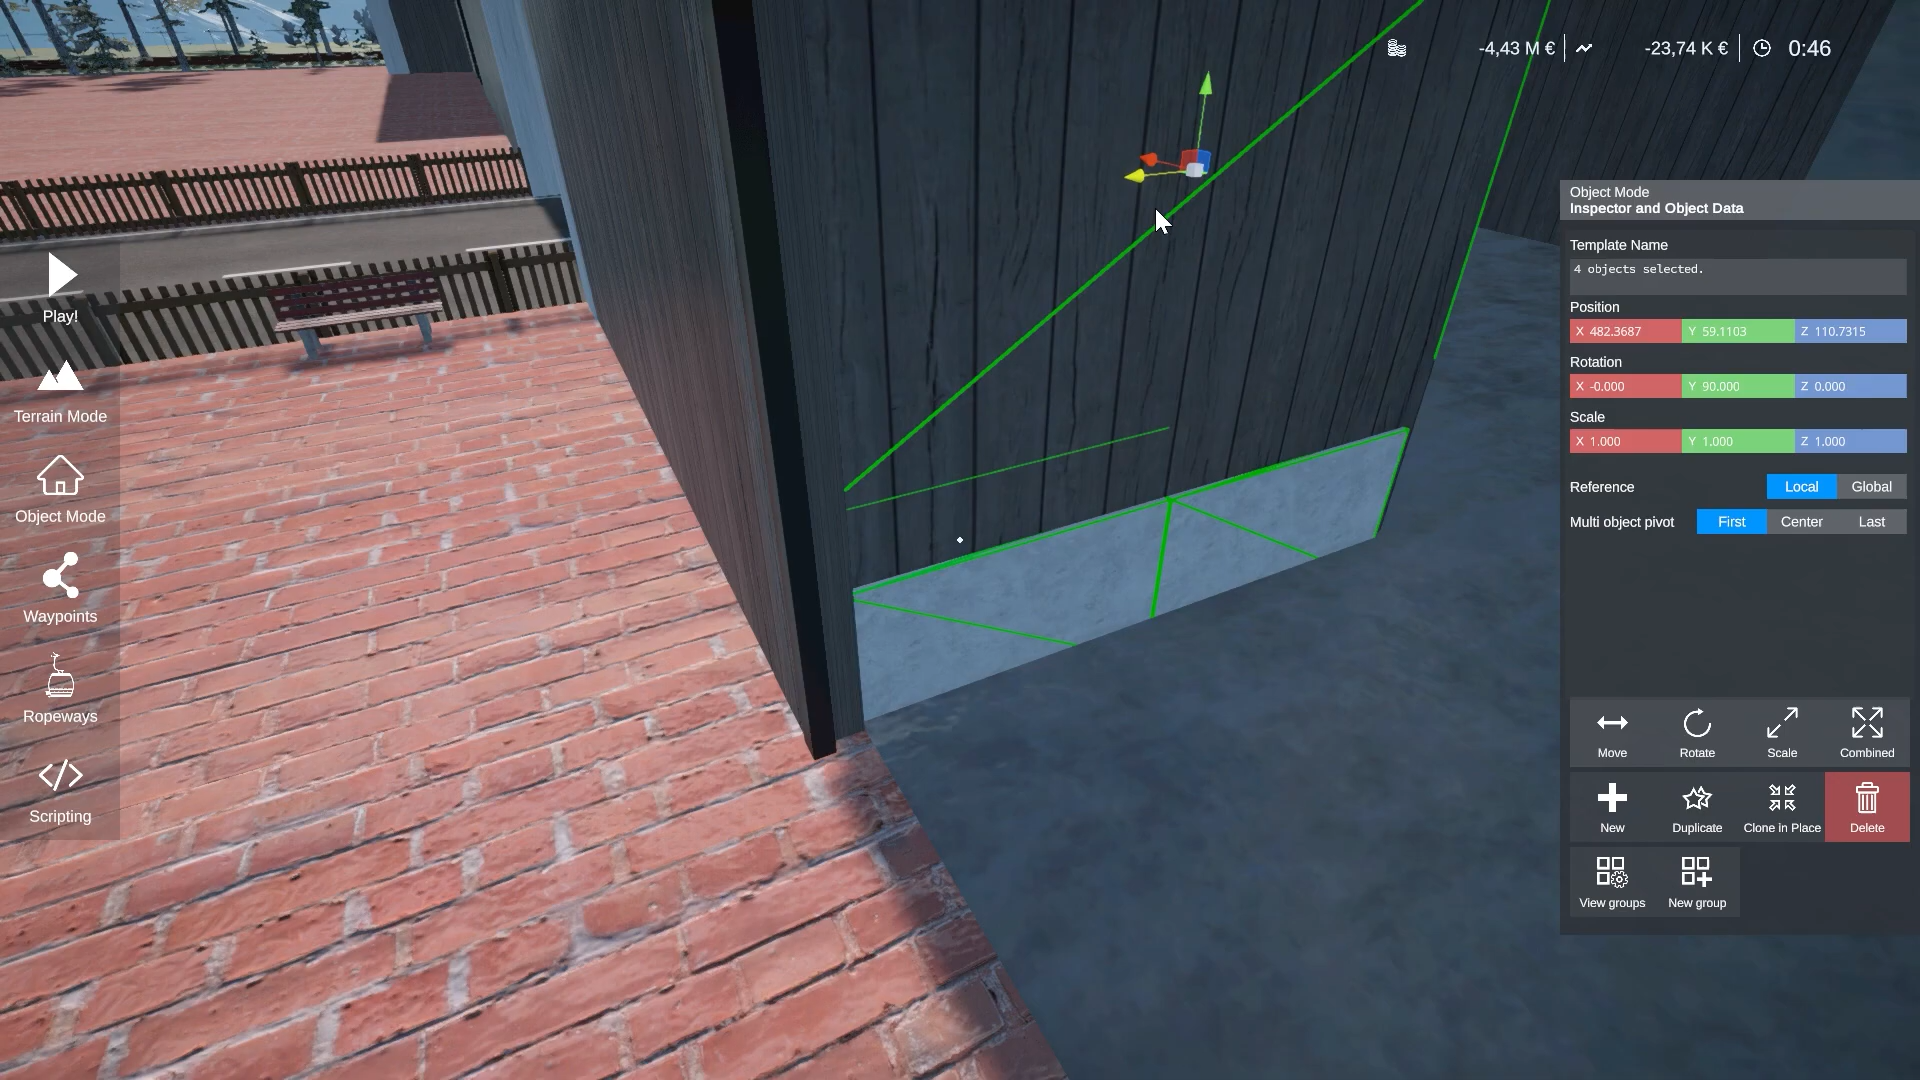 -4,43 M € -23,74 K € 0:46
Object Mode
Inspector and Object Data
Template Name
4 objects selected.
Position
X 482.3687 Y 59.1103 Z 110.7315
Rotation
X -0.000 Y 90.000 Z 0.000
Scale
X 1.000 Y 1.000 Z 1.000
Reference Local Global
Multi object pivot First Center Last
Move Rotate Scale Combined
New Duplicate Clone in Place Delete
View groups New group
Play!
Terrain Mode
Object Mode
Waypoints
Ropeways
Scripting